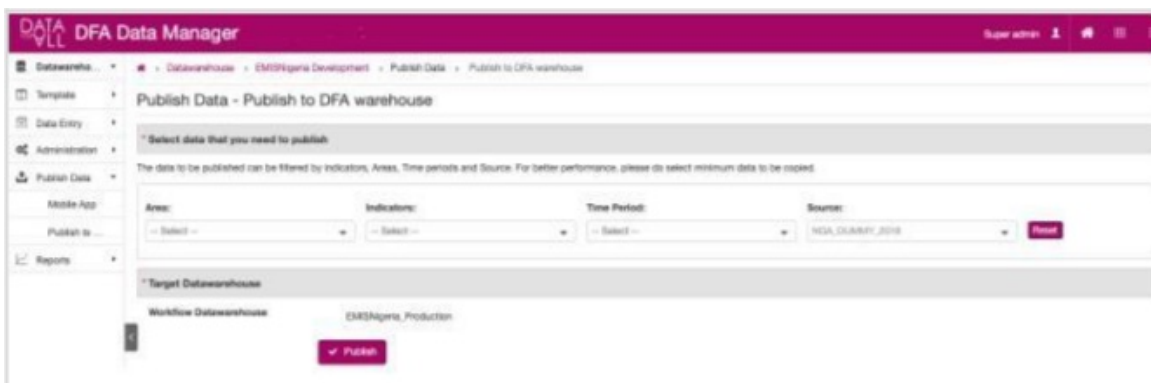 DATA
ALL
DFA Data Manager
Super admin
Datawareho...
Datawarehouse
EMISNigeria Development
Publish Data
Publish to DFA warehouse
Template
Publish Data - Publish to DFA warehouse
Data Entry
* Select data that you need to publish
Administration
The data to be published can be filtered by Indicators, Areas, Time periods and Source. For better performance, please do select minimum data to be copied.
Publish Data
Mobile App
Area:
Indicators:
Time Period:
Source:
Publish to ...
-- Select --
-- Select --
-- Select --
NGA_DUMMY_2018
Reset
Reports
* Target Datawarehouse
Workflow Datawarehouse
EMISNigeria_Production
Publish